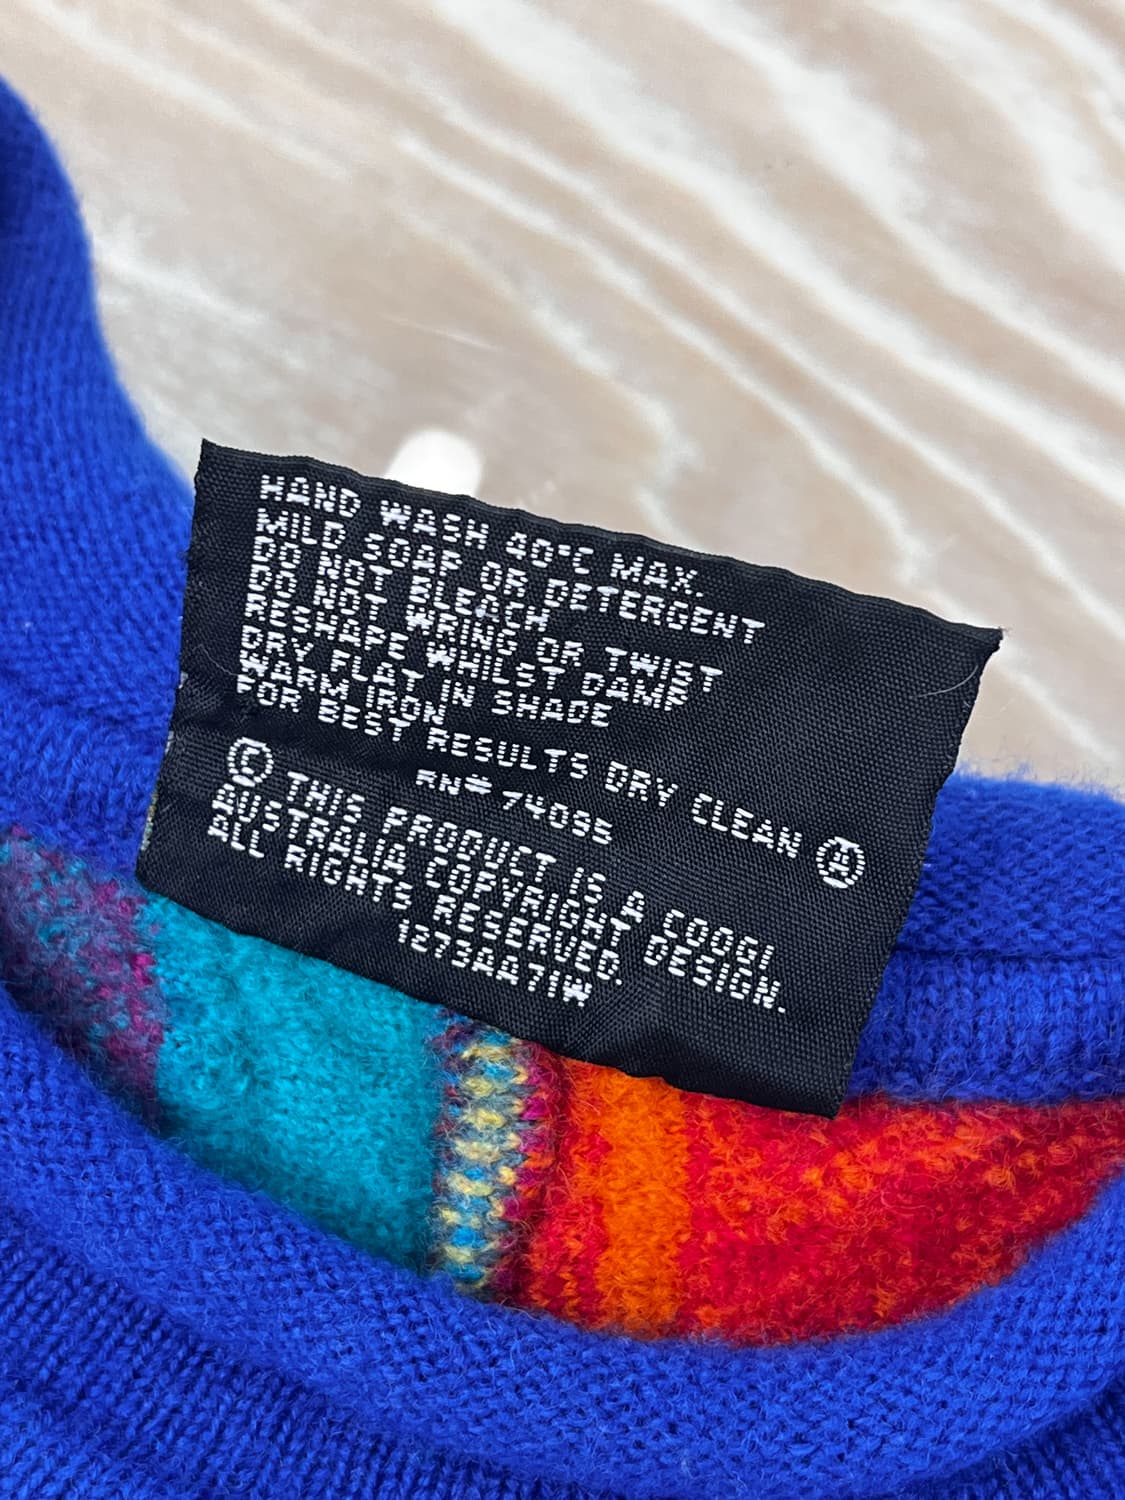 HAND WASH 40°C MAX.
MILD SOAP OR DETERGENT
DO NOT BLEACH
DO NOT WRING OR TWIST
RESHAPE WHILST DAMP
DRY FLAT IN SHADE
WARM IRON
FOR BEST RESULTS DRY CLEAN Ⓐ
RN# 74095
© THIS PRODUCT IS A COOGI
AUSTRALIA COPYRIGHT DESIGN.
ALL RIGHTS RESERVED.
1273AA71W